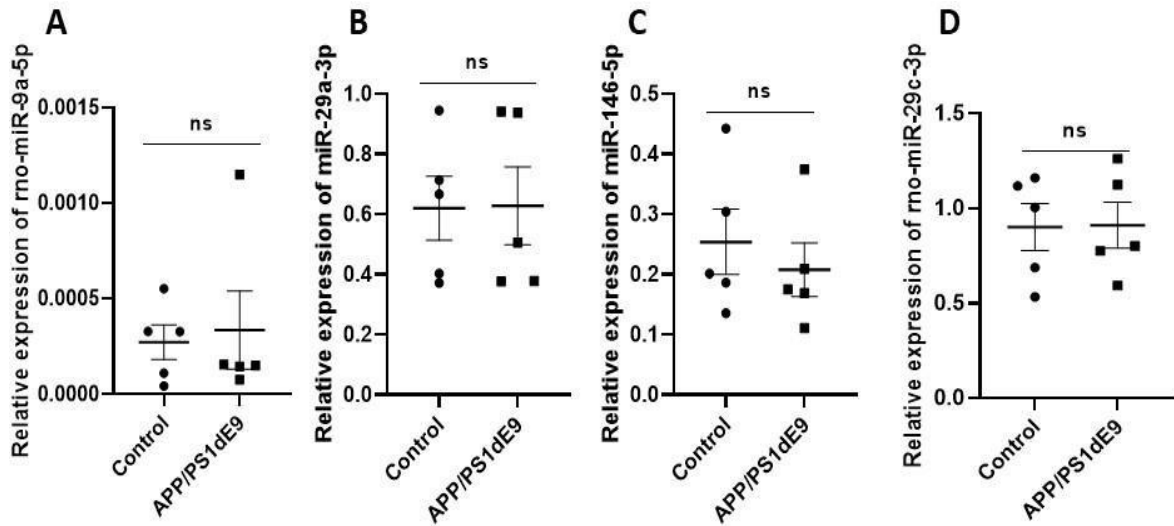 A
Relative expression of rno-miR-9a-5p
0.0015
0.0010
0.0005
0.0000
ns
Control
APP/PS1dE9
B
Relative expression of miR-29a-3p
1.0
0.8
0.6
0.4
0.2
0.0
ns
Control
APP/PS1dE9
C
Relative expression of miR-146-5p
0.5
0.4
0.3
0.2
0.1
0.0
ns
Control
APP/PS1dE9
D
Relative expression of rno-miR-29c-3p
1.5
1.0
0.5
0.0
ns
Control
APP/PS1dE9